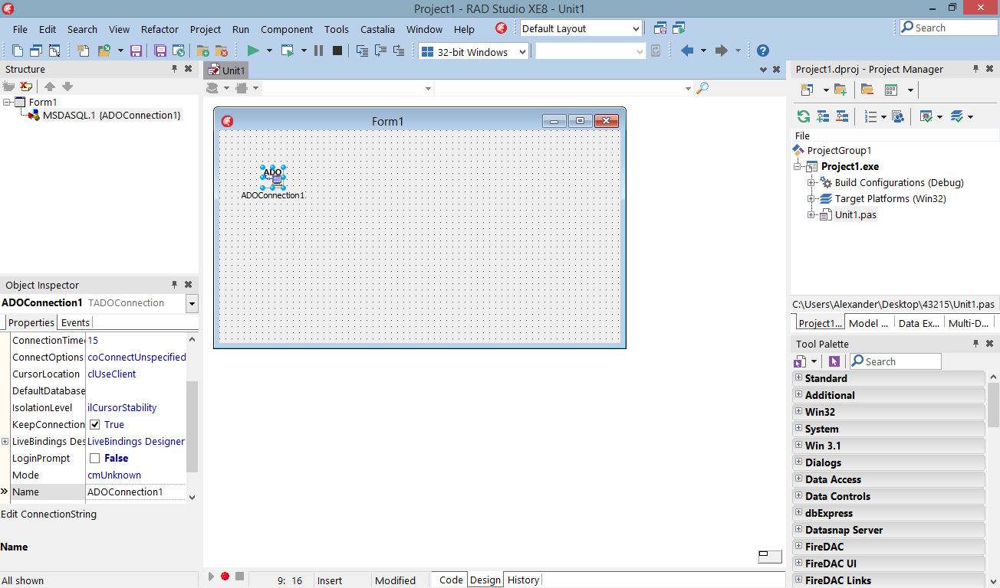 Project1 - RAD Studio XE8 - Unit1
File Edit Search View Refactor Project Run Component Tools Castalia Window Help
Default Layout
Search
32-bit Windows
Structure
Form1
MSDASQL.1 {ADOConnection1}
Object Inspector
ADOConnection1 TADOConnection
Properties Events
ConnectionTime 15
ConnectOptions coConnectUnspecified
CursorLocation clUseClient
DefaultDatabase
IsolationLevel ilCursorStability
KeepConnection True
LiveBindings Des LiveBindings Designer
LoginPrompt False
Mode cmUnknown
Name ADOConnection1
Edit ConnectionString
Name
All shown
Unit1
Form1
ADO
ADOConnection1
9: 16 Insert Modified Code Design History
Project1.dproj - Project Manager
File
ProjectGroup1
Project1.exe
Build Configurations (Debug)
Target Platforms (Win32)
Unit1.pas
C:\Users\Alexander\Desktop\43215\Unit1.pas
Project1... Model ... Data Ex... Multi-D...
Tool Palette
Search
Standard
Additional
Win32
System
Win 3.1
Dialogs
Data Access
Data Controls
dbExpress
Datasnap Server
FireDAC
FireDAC UI
FireDAC Links